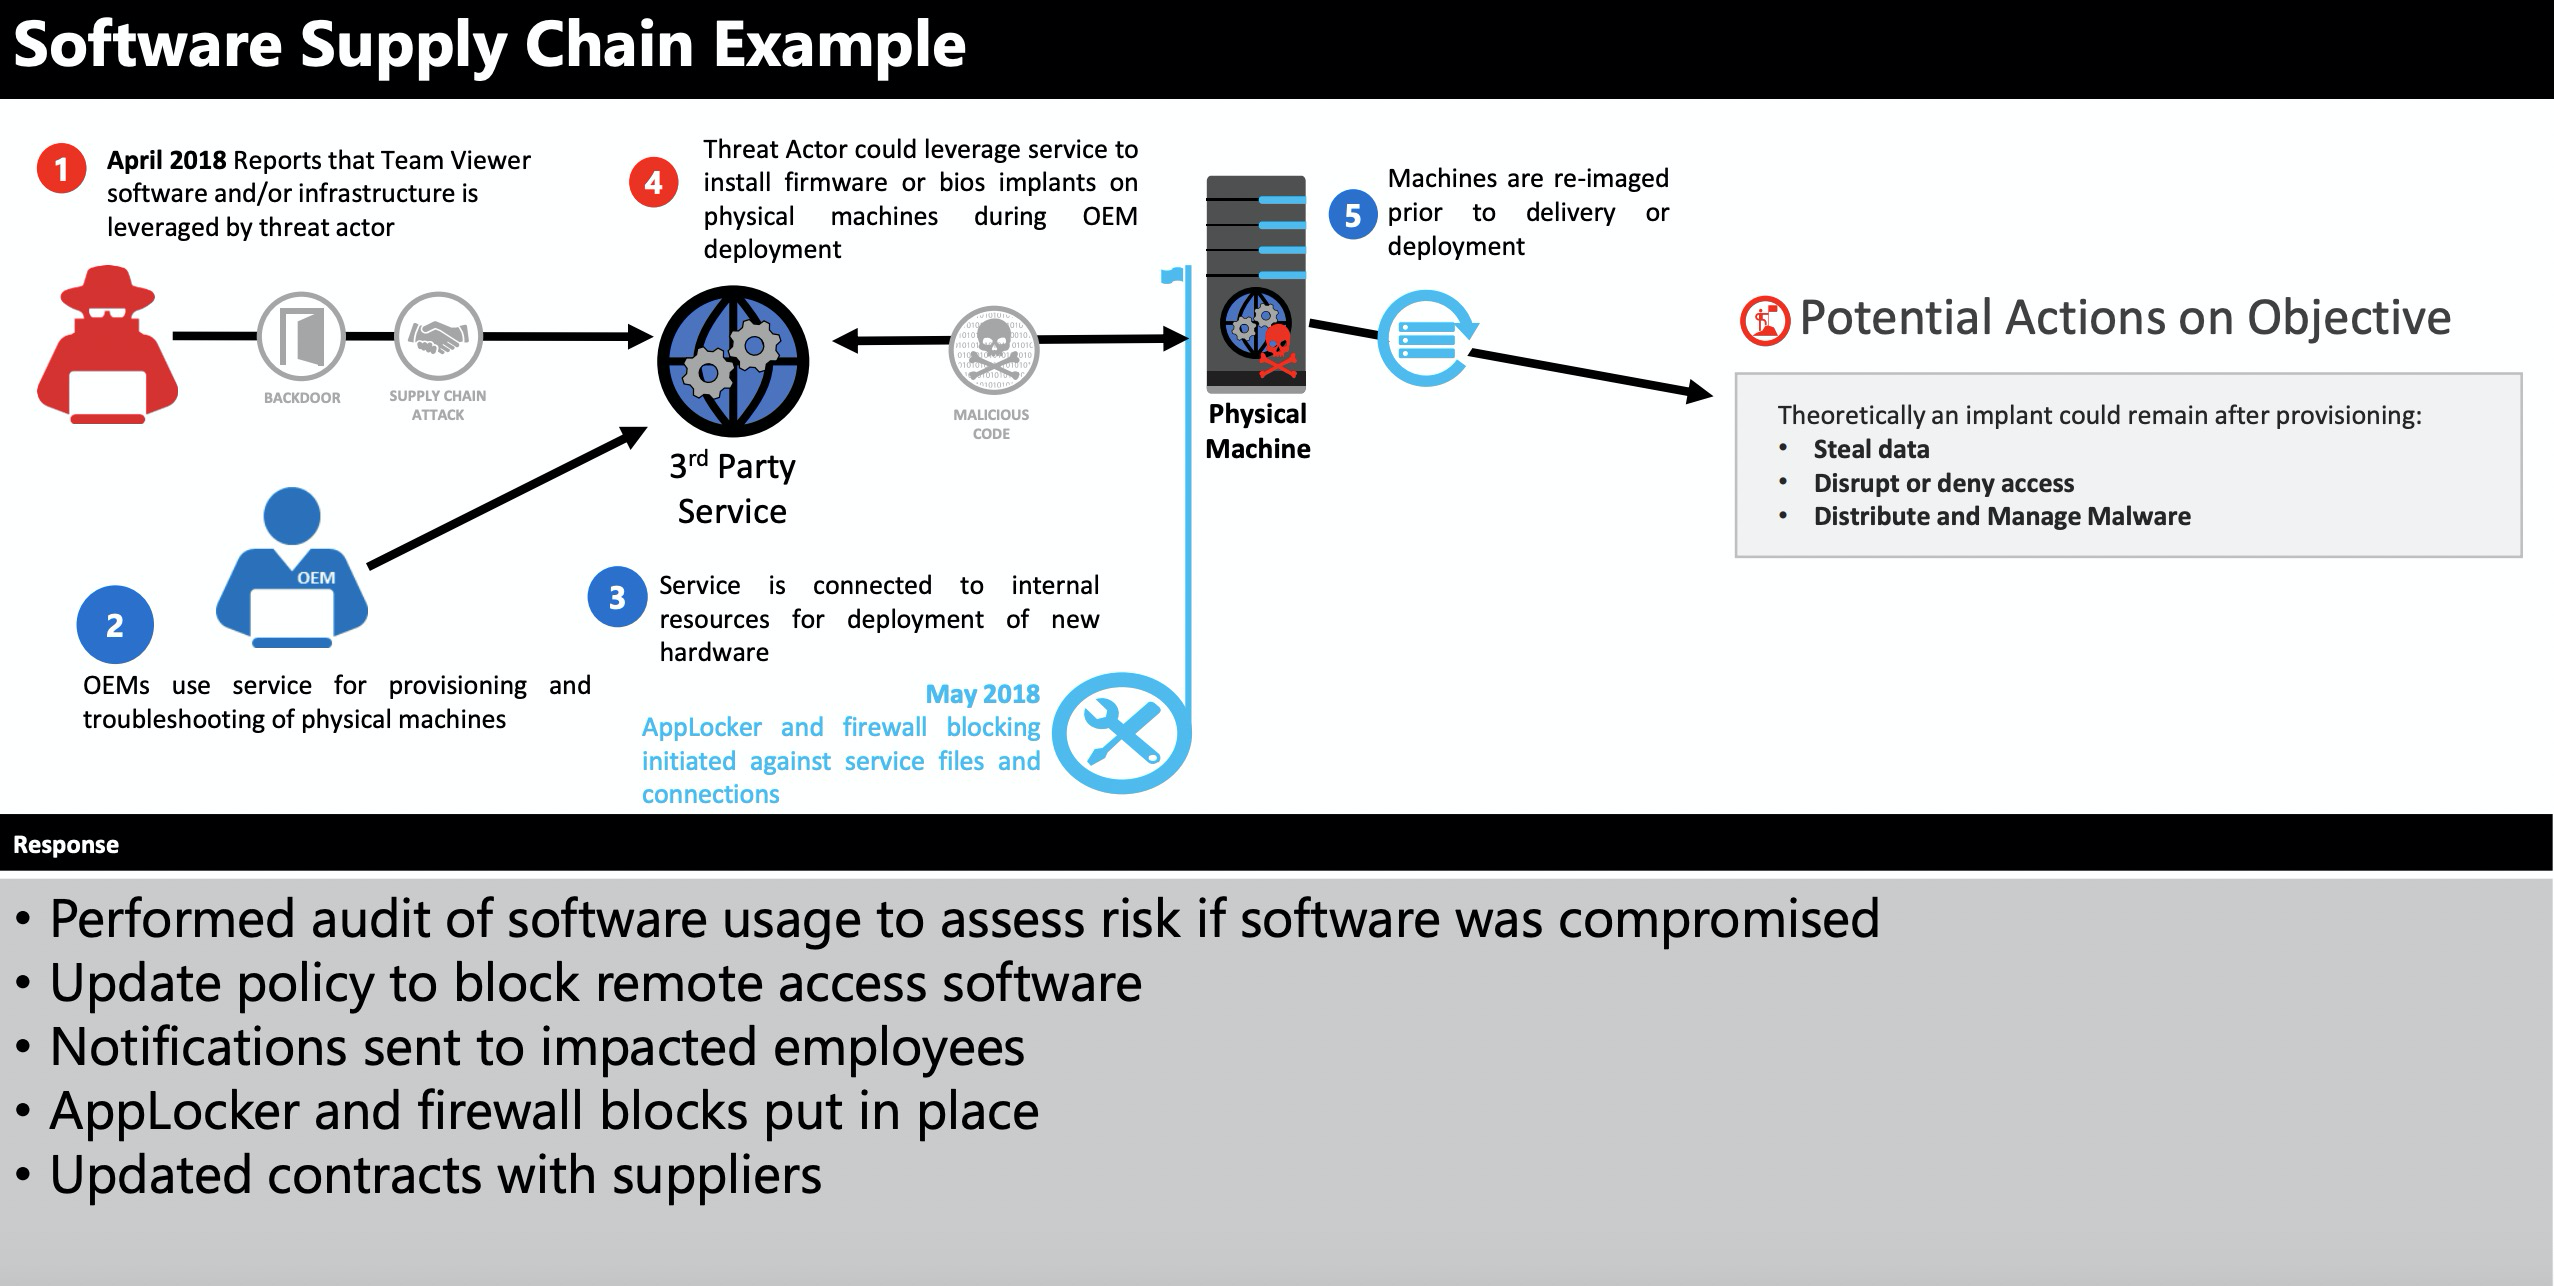 Software Supply Chain Example
1
April 2018 Reports that Team Viewer
software and/or infrastructure is
leveraged by threat actor
4
Threat Actor could leverage service to
install firmware or bios implants on
physical machines during OEM
deployment
5
Machines are re-imaged
prior to delivery or
deployment
BACKDOOR
SUPPLY CHAIN
ATTACK
MALICIOUS
CODE
Physical
Machine
Potential Actions on Objective
Theoretically an implant could remain after provisioning:
• Steal data
• Disrupt or deny access
• Distribute and Manage Malware
3rd Party
Service
OEM
2
OEMs use service for provisioning and
troubleshooting of physical machines
3
Service is connected to internal
resources for deployment of new
hardware
May 2018
AppLocker and firewall blocking
initiated against service files and
connections
Response
• Performed audit of software usage to assess risk if software was compromised
• Update policy to block remote access software
• Notifications sent to impacted employees
• AppLocker and firewall blocks put in place
• Updated contracts with suppliers